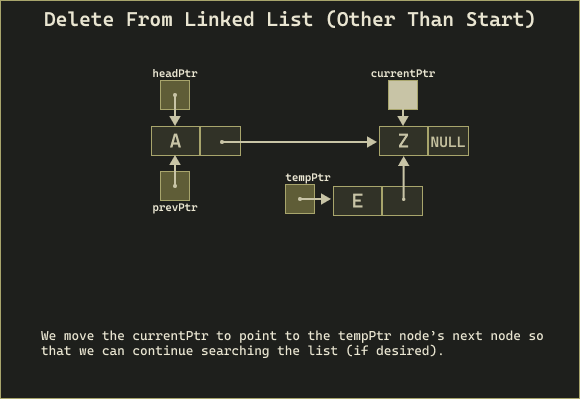 Delete From Linked List (Other Than Start)
headPtr
currentPtr
A
Z
NULL
tempPtr
E
prevPtr
We move the currentPtr to point to the tempPtr node's next node so
that we can continue searching the list (if desired).